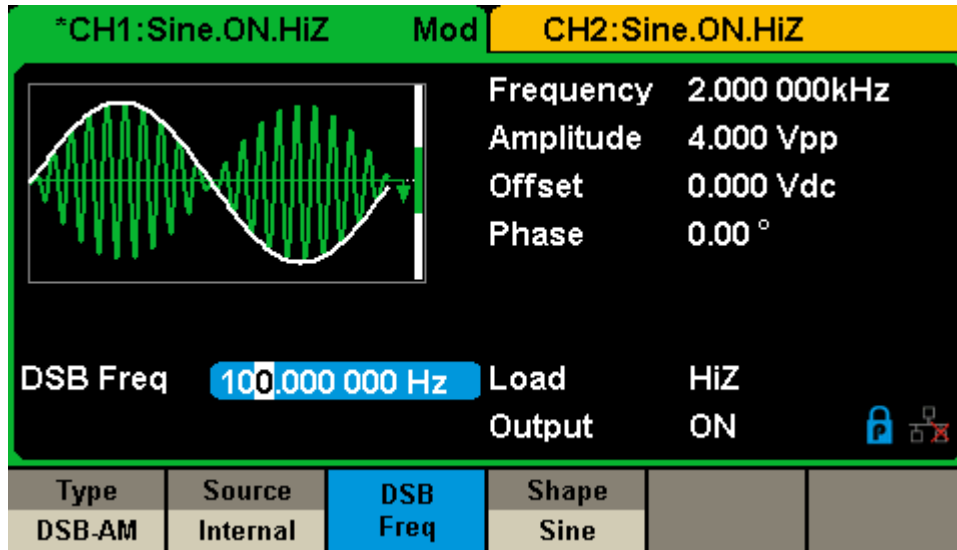 *CH1:Sine.ON.HiZ Mod CH2:Sine.ON.HiZ
Frequency 2.000 000kHz
Amplitude 4.000 Vpp
Offset 0.000 Vdc
Phase 0.00 °
DSB Freq 100.000 000 Hz Load HiZ
Output ON P
Type Source DSB Freq Shape
DSB-AM Internal Sine